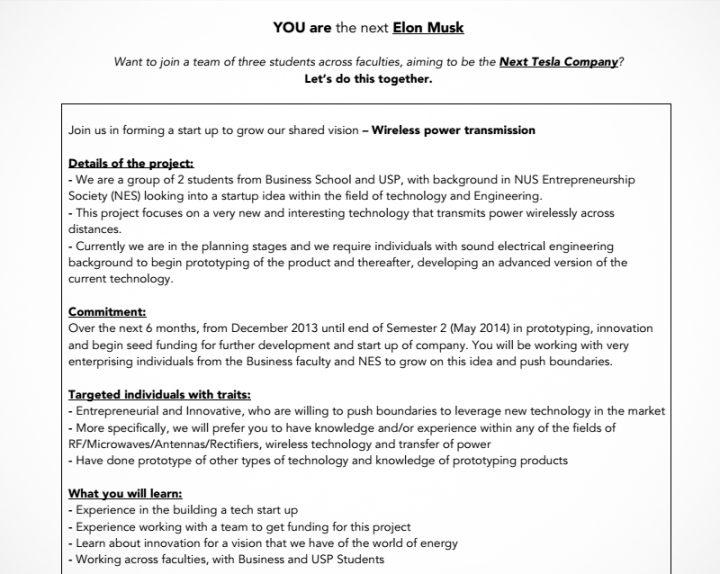 YOU are the next Elon Musk
Want to join a team of three students across faculties, aiming to be the Next Tesla Company?
Let's do this together.
Join us in forming a start up to grow our shared vision – Wireless power transmission
Details of the project:
- We are a group of 2 students from Business School and USP, with background in NUS Entrepreneurship
Society (NES) looking into a startup idea within the field of technology and Engineering.
- This project focuses on a very new and interesting technology that transmits power wirelessly across
distances.
- Currently we are in the planning stages and we require individuals with sound electrical engineering
background to begin prototyping of the product and thereafter, developing an advanced version of the
current technology.
Commitment:
Over the next 6 months, from December 2013 until end of Semester 2 (May 2014) in prototyping, innovation
and begin seed funding for further development and start up of company. You will be working with very
enterprising individuals from the Business faculty and NES to grow on this idea and push boundaries.
Targeted individuals with traits:
- Entrepreneurial and Innovative, who are willing to push boundaries to leverage new technology in the market
- More specifically, we will prefer you to have knowledge and/or experience within any of the fields of
RF/Microwaves/Antennas/Rectifiers, wireless technology and transfer of power
- Have done prototype of other types of technology and knowledge of prototyping products
What you will learn:
- Experience in the building a tech start up
- Experience working with a team to get funding for this project
- Learn about innovation for a vision that we have of the world of energy
- Working across faculties, with Business and USP Students